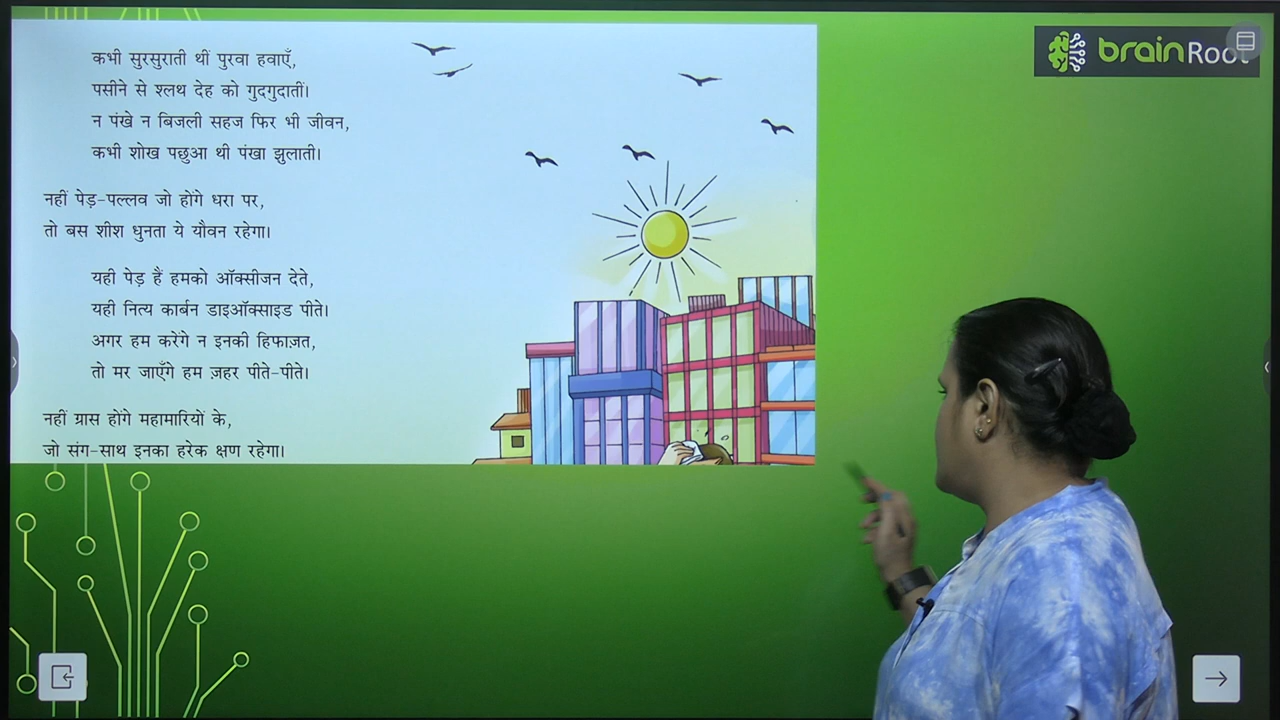 कभी सुरसुराती थीं पुरवा हवाएँ,
पसीने से श्लथ देह को गुदगुदातीं।
न पंखे न बिजली सहज फिर भी जीवन,
कभी शोख पछुआ थी पंखा झुलाती।
नहीं पेड़-पल्लव जो होंगे धरा पर,
तो बस शीश धुनता ये यौवन रहेगा।
यही पेड़ हैं हमको ऑक्सीजन देते,
यही नित्य कार्बन डाइऑक्साइड पीते।
अगर हम करेंगे न इनकी हिफाज़त,
तो मर जाएँगे हम ज़हर पीते-पीते।
नहीं ग्रास होंगे महामारियों के,
जो संग-साथ इनका हरेक क्षण रहेगा।
brainRoot